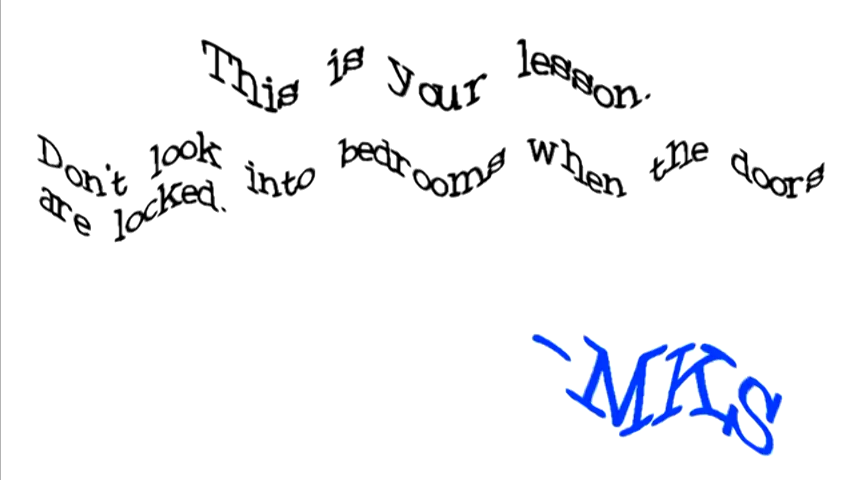 This is your lesson.
Don't look into bedrooms when the doors
are locked.
-MKS